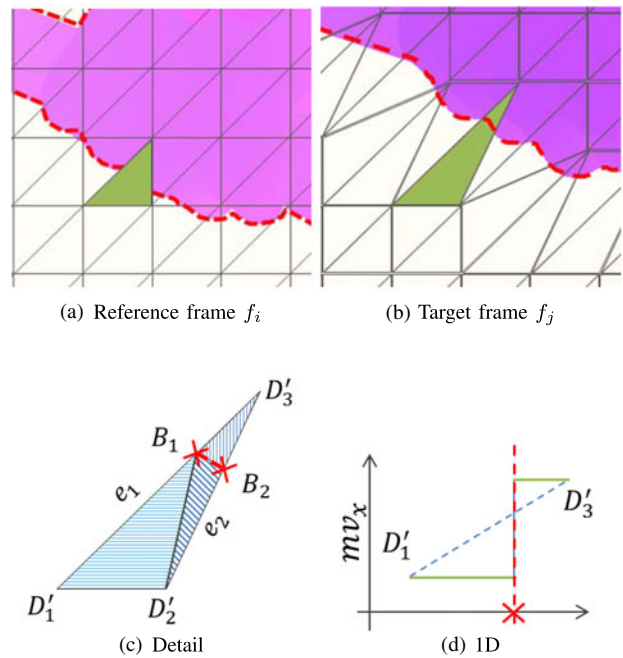 (a) Reference frame $f_i$
(b) Target frame $f_j$
$D'_3$
$B_1$
$B_2$
$e_1$
$e_2$
$D'_1$
$D'_2$
(c) Detail
$mv_x$
$D'_1$
$D'_3$
(d) 1D